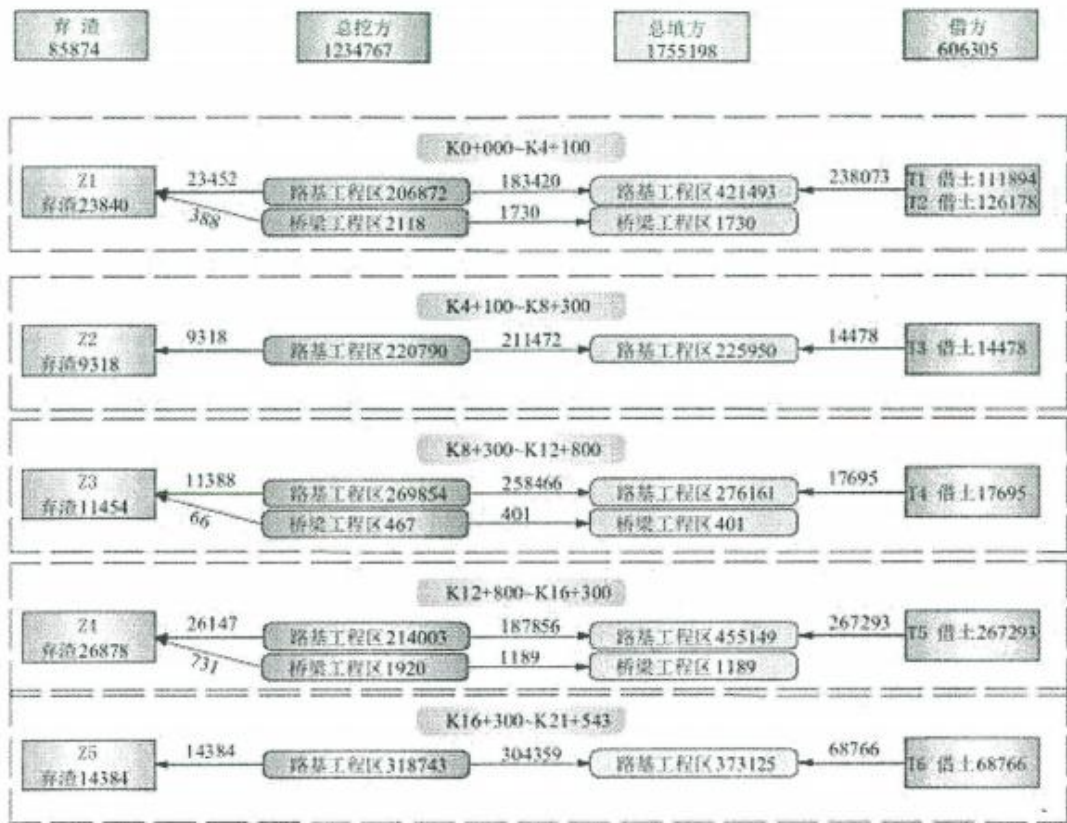 弃渣
85874
总挖方
1234767
总填方
1755198
借方
606305
K0+000~K4+100
Z1
弃渣23840
23452
388
路基工程区206872
桥梁工程区2118
183420
1730
路基工程区421493
桥梁工程区1730
238073
T1 借土111894
T2 借土126178
K4+100~K8+300
Z2
弃渣9318
9318
路基工程区220790
211472
路基工程区225950
14478
T3 借土14478
K8+300~K12+800
Z3
弃渣11454
11388
66
路基工程区269854
桥梁工程区467
258466
401
路基工程区276161
桥梁工程区401
17695
T4 借土17695
K12+800~K16+300
Z4
弃渣26878
26147
731
路基工程区214003
桥梁工程区1920
187856
1189
路基工程区455149
桥梁工程区1189
267293
T5 借土267293
K16+300~K21+543
Z5
弃渣14384
14384
路基工程区318743
304359
路基工程区373125
68766
T6 借土68766